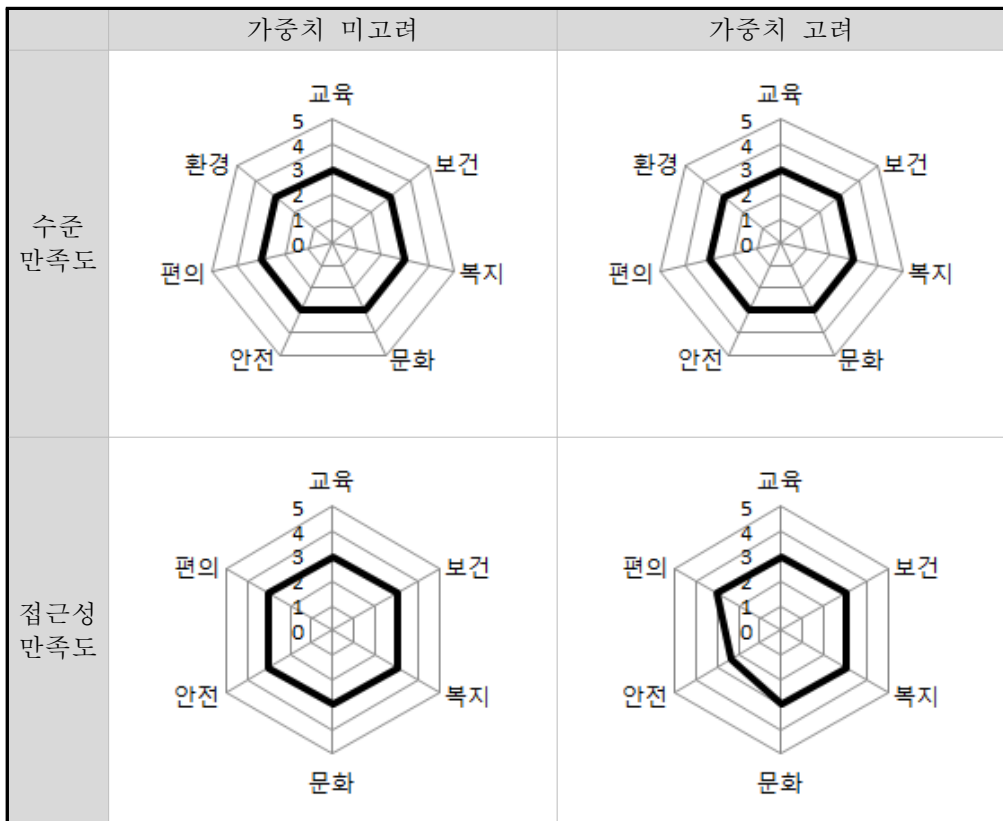 가중치 미고려
가중치 고려
수준
만족도
교육
보건
복지
문화
안전
편의
환경
5
4
3
2
1
0
교육
보건
복지
문화
안전
편의
환경
5
4
3
2
1
0
접근성
만족도
교육
보건
복지
문화
안전
편의
5
4
3
2
1
0
교육
보건
복지
문화
안전
편의
5
4
3
2
1
0